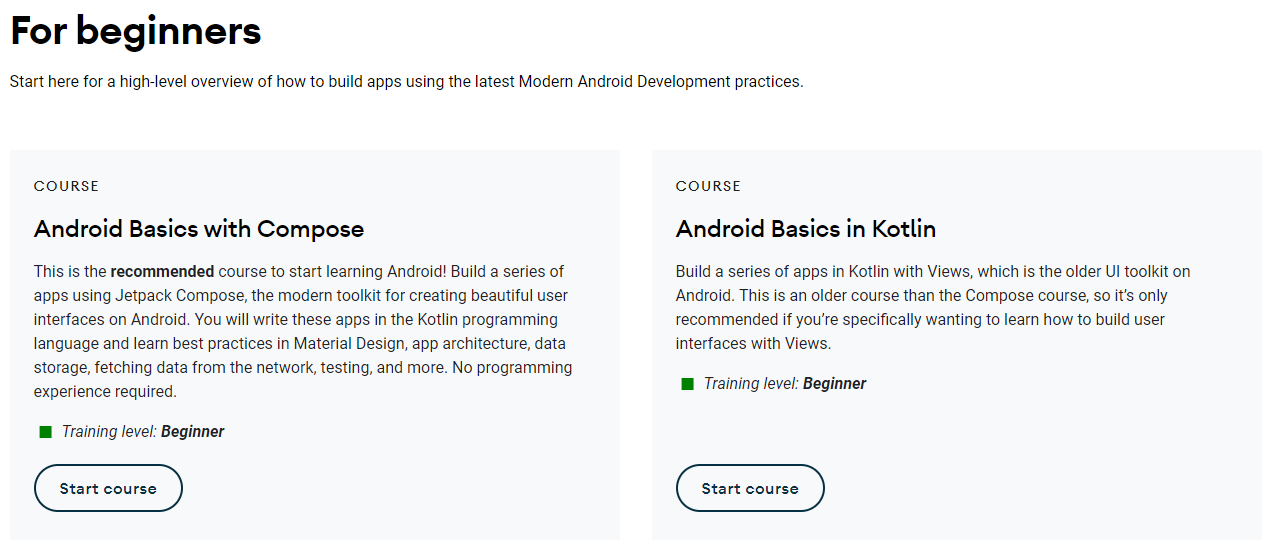 For beginners
Start here for a high-level overview of how to build apps using the latest Modern Android Development practices.
COURSE
Android Basics with Compose
This is the recommended course to start learning Android! Build a series of
apps using Jetpack Compose, the modern toolkit for creating beautiful user
interfaces on Android. You will write these apps in the Kotlin programming
language and learn best practices in Material Design, app architecture, data
storage, fetching data from the network, testing, and more. No programming
experience required.
Training level: Beginner
Start course
COURSE
Android Basics in Kotlin
Build a series of apps in Kotlin with Views, which is the older UI toolkit on
Android. This is an older course than the Compose course, so it’s only
recommended if you’re specifically wanting to learn how to build user
interfaces with Views.
Training level: Beginner
Start course